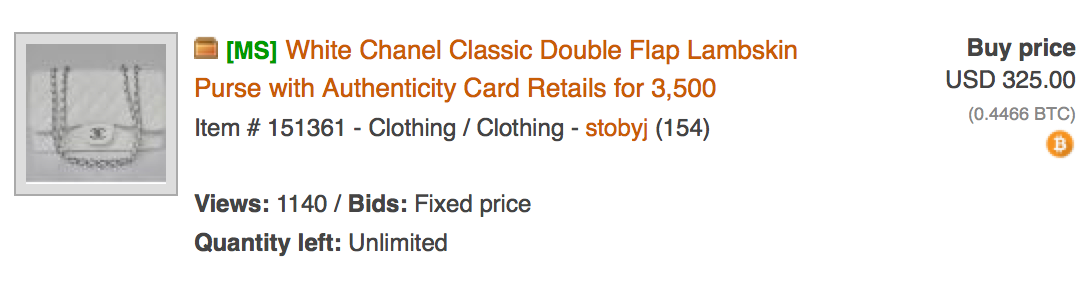 [MS] White Chanel Classic Double Flap Lambskin
Purse with Authenticity Card Retails for 3,500
Item # 151361 - Clothing / Clothing - stobyj (154)
Views: 1140 / Bids: Fixed price
Quantity left: Unlimited
Buy price
USD 325.00
(0.4466 BTC)